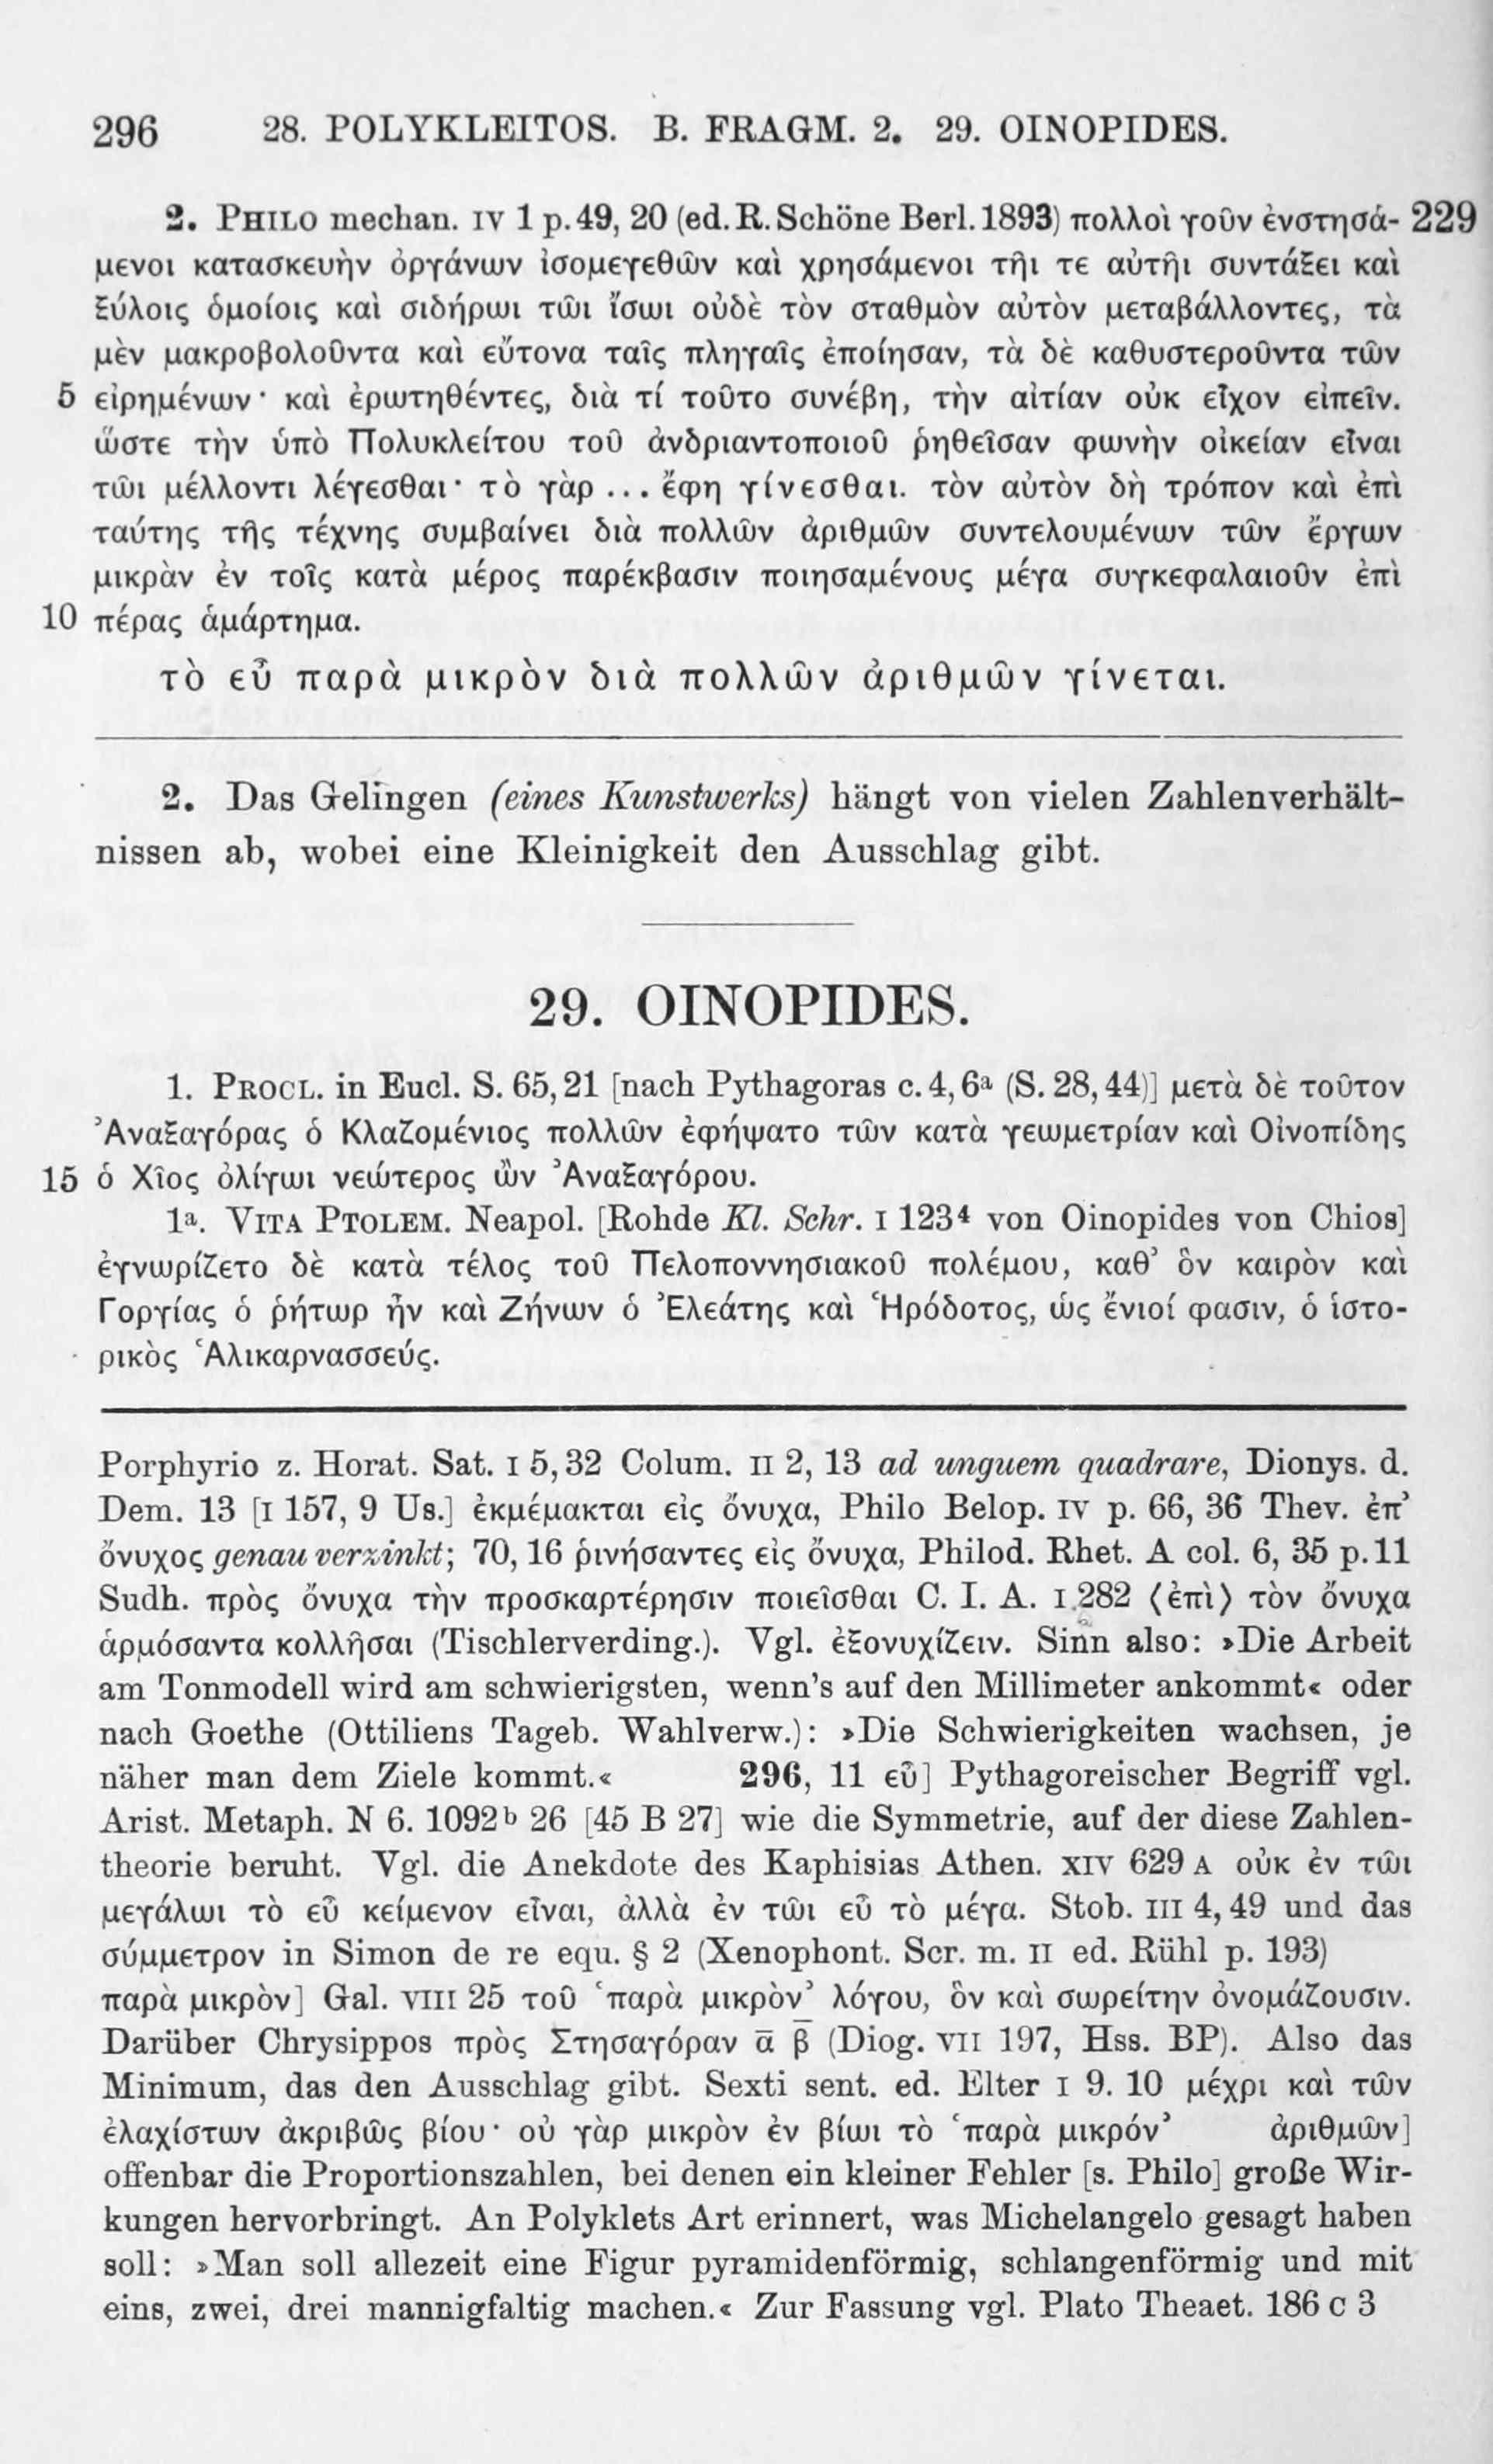 296 28. POLYKLEITOS. B. FRAGM. 2. 29. OINOPIDES.
2. PHILO mechan. IV 1 p. 49, 20 (ed. R. Schöne Berl. 1893) πολλοὶ γοῦν ἐνστησά- 229
μενοι κατασκευὴν ὀργάνων ἰσομεγεθῶν καὶ χρησάμενοι τῆι τε αὐτῆι συντάξει καὶ
ξύλοις ὁμοίοις καὶ σιδήρωι τῶι ἴσωι οὐδὲ τὸν σταθμὸν αὐτὸν μεταβάλλοντες, τὰ
μὲν μακροβολοῦντα καὶ εὔτονα ταῖς πληγαῖς ἐποίησαν, τὰ δὲ καθυστεροῦντα τῶν
5 εἰρημένων· καὶ ἐρωτηθέντες, διὰ τί τοῦτο συνέβη, τὴν αἰτίαν οὐκ εἶχον εἰπεῖν.
ὥστε τὴν ὑπὸ Πολυκλείτου τοῦ ἀνδριαντοποιοῦ ῥηθεῖσαν φωνὴν οἰκείαν εἶναι
τῶι μέλλοντι λέγεσθαι· τὸ γὰρ ... ἔφη γίνεσθαι. τὸν αὐτὸν δὴ τρόπον καὶ ἐπὶ
ταύτης τῆς τέχνης συμβαίνει διὰ πολλῶν ἀριθμῶν συντελουμένων τῶν ἔργων
μικρὰν ἐν τοῖς κατὰ μέρος παρέκβασιν ποιησαμένους μέγα συγκεφαλαιοῦν ἐπὶ
10 πέρας ἁμάρτημα.
τὸ εὖ παρὰ μικρὸν διὰ πολλῶν ἀριθμῶν γίνεται.
2. Das Gelingen (eines Kunstwerks) hängt von vielen Zahlenverhält-
nissen ab, wobei eine Kleinigkeit den Ausschlag gibt.
29. OINOPIDES.
1. PROCL. in Eucl. S. 65, 21 [nach Pythagoras c. 4, 6ª (S. 28, 44)] μετὰ δὲ τοῦτον
Ἀναξαγόρας ὁ Κλαζομένιος πολλῶν ἐφήψατο τῶν κατὰ γεωμετρίαν καὶ Οἰνοπίδης
15 ὁ Χῖος ὀλίγωι νεώτερος ὢν Ἀναξαγόρου.
1ª. VITA PTOLEM. Neapol. [Rohde Kl. Schr. I 123⁴ von Oinopides von Chios]
ἐγνωρίζετο δὲ κατὰ τέλος τοῦ Πελοποννησιακοῦ πολέμου, καθ' ὃν καιρὸν καὶ
Γοργίας ὁ ῥήτωρ ἦν καὶ Ζήνων ὁ Ἐλεάτης καὶ Ἡρόδοτος, ὡς ἔνιοί φασιν, ὁ ἱστο-
ρικὸς Ἁλικαρνασσεύς.
Porphyrio z. Horat. Sat. I 5, 32 Colum. II 2, 13 ad unguem quadrare, Dionys. d.
Dem. 13 [I 157, 9 Us.] ἐκμέμακται εἰς ὄνυχα, Philo Belop. IV p. 66, 36 Thev. ἐπ'
ὄνυχος genau verzinkt; 70, 16 ῥινήσαντες εἰς ὄνυχα, Philod. Rhet. A col. 6, 35 p. 11
Sudh. πρὸς ὄνυχα τὴν προσκαρτέρησιν ποιεῖσθαι C. I. A. I 282 ⟨ἐπὶ⟩ τὸν ὄνυχα
ἁρμόσαντα κολλῆσαι (Tischlerverding.). Vgl. ἐξονυχίζειν. Sinn also: »Die Arbeit
am Tonmodell wird am schwierigsten, wenn's auf den Millimeter ankommt« oder
nach Goethe (Ottiliens Tageb. Wahlverw.): »Die Schwierigkeiten wachsen, je
näher man dem Ziele kommt.« 296, 11 εὖ] Pythagoreischer Begriff vgl.
Arist. Metaph. N 6. 1092ᵇ 26 [45 B 27] wie die Symmetrie, auf der diese Zahlen-
theorie beruht. Vgl. die Anekdote des Kaphisias Athen. XIV 629 A οὐκ ἐν τῶι
μεγάλωι τὸ εὖ κείμενον εἶναι, ἀλλὰ ἐν τῶι εὖ τὸ μέγα. Stob. III 4, 49 und das
σύμμετρον in Simon de re equ. § 2 (Xenophont. Scr. m. II ed. Rühl p. 193)
παρὰ μικρὸν] Gal. VIII 25 τοῦ 'παρὰ μικρὸν' λόγου, ὃν καὶ σωρείτην ὀνομάζουσιν.
Darüber Chrysippos πρὸς Στησαγόραν ᾱ β̄ (Diog. VII 197, Hss. BP). Also das
Minimum, das den Ausschlag gibt. Sexti sent. ed. Elter I 9. 10 μέχρι καὶ τῶν
ἐλαχίστων ἀκριβῶς βίου· οὐ γὰρ μικρὸν ἐν βίωι τὸ 'παρὰ μικρόν' ἀριθμῶν]
offenbar die Proportionszahlen, bei denen ein kleiner Fehler [s. Philo] große Wir-
kungen hervorbringt. An Polyklets Art erinnert, was Michelangelo gesagt haben
soll: »Man soll allezeit eine Figur pyramidenförmig, schlangenförmig und mit
eins, zwei, drei mannigfaltig machen.« Zur Fassung vgl. Plato Theaet. 186 c 3